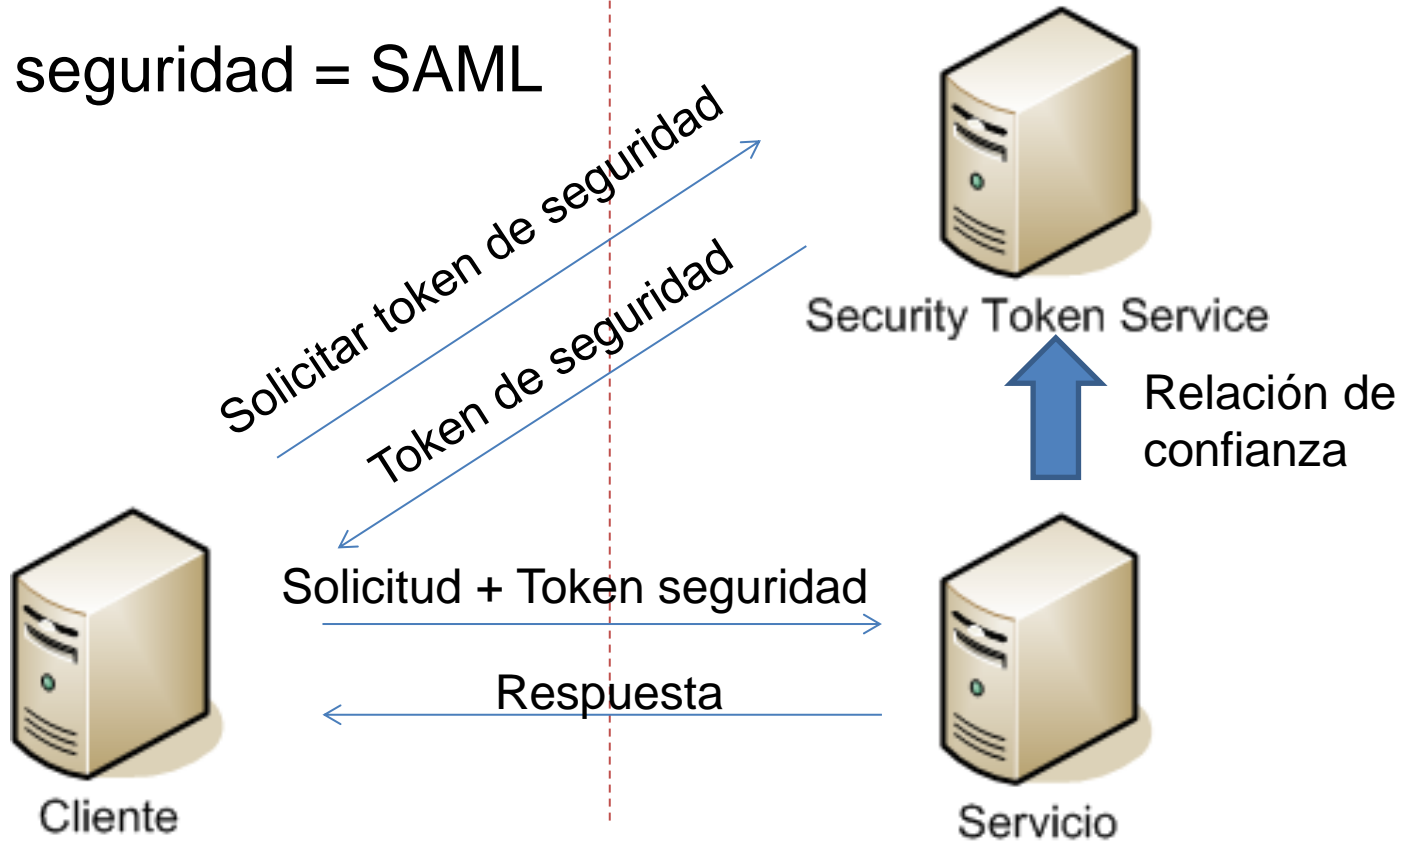 seguridad = SAML
Solicitar token de seguridad
Token de seguridad
Security Token Service
Relación de
confianza
Solicitud + Token seguridad
Respuesta
Cliente
Servicio